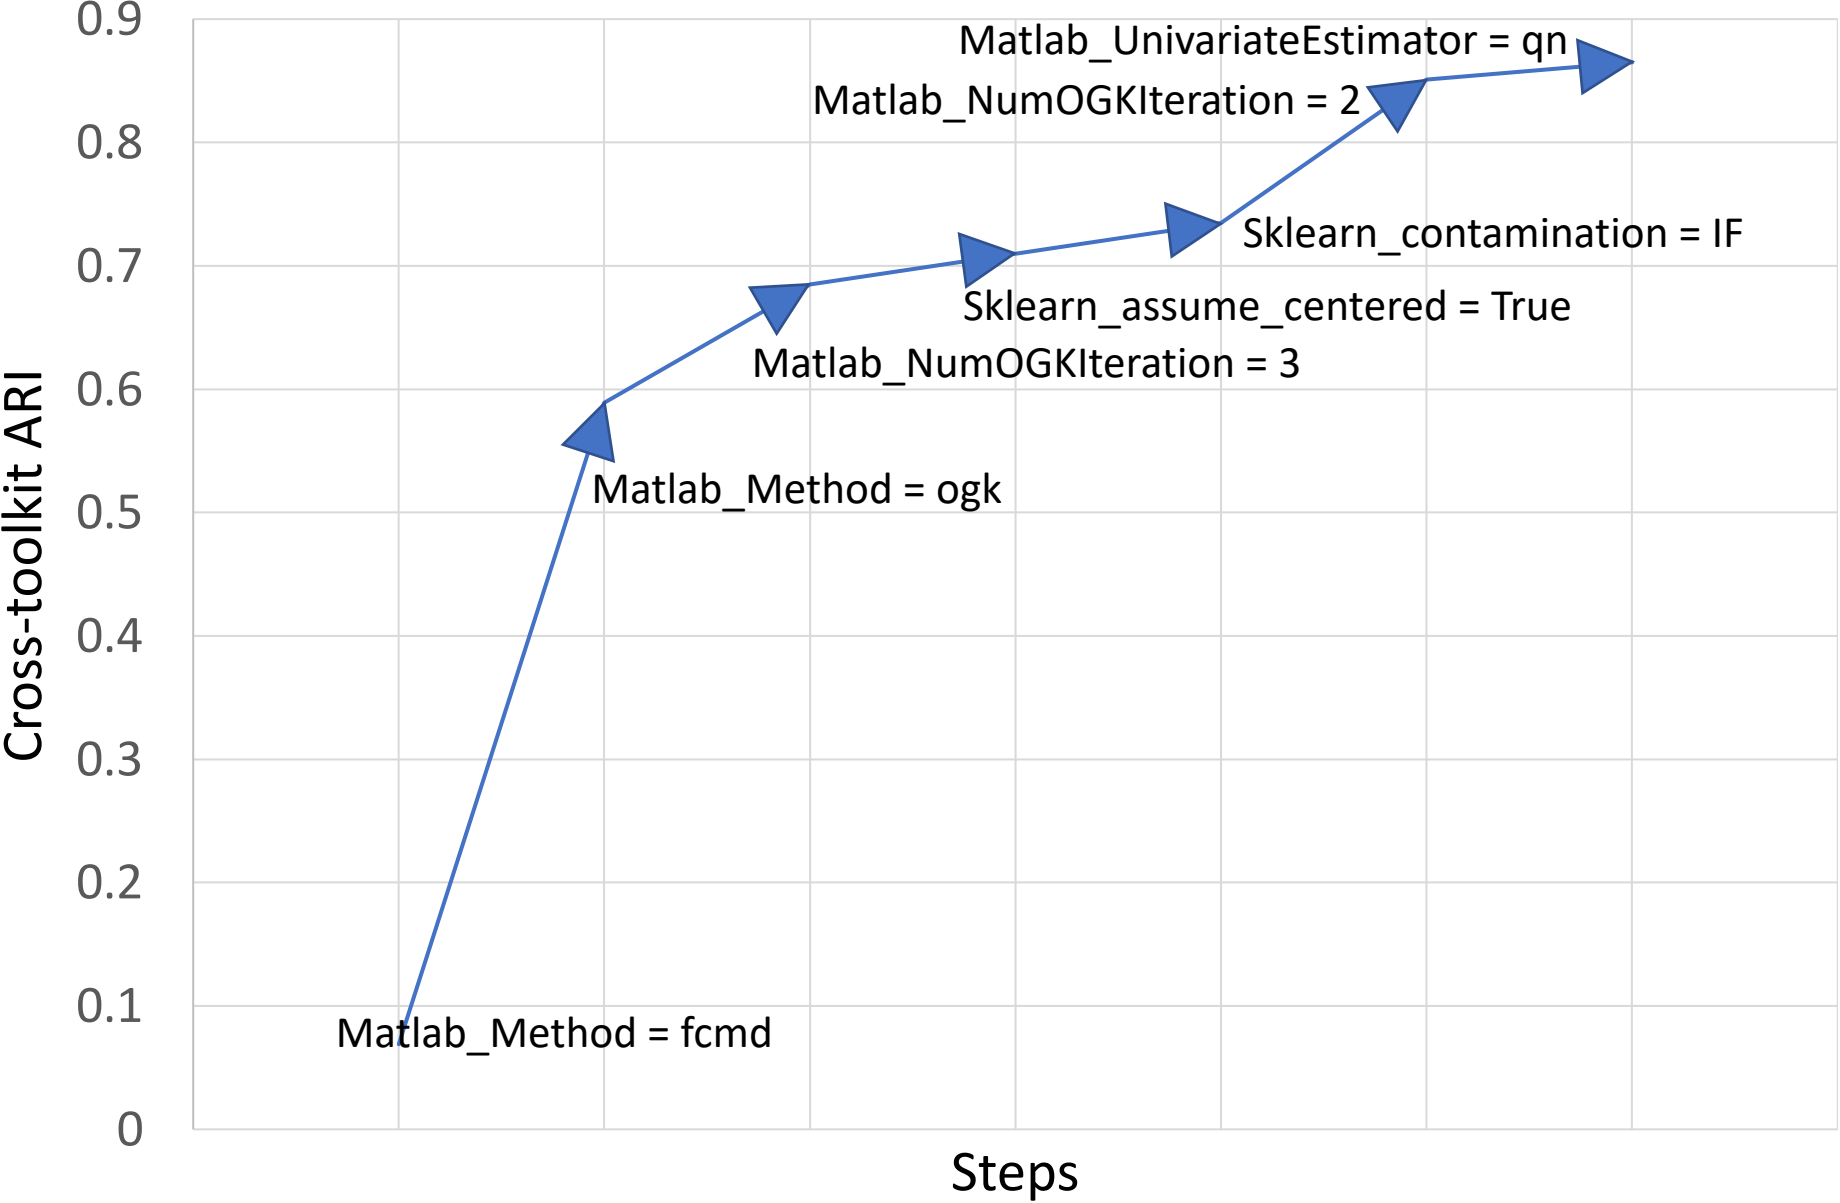 0.9
Matlab_UnivariateEstimator = qn
Matlab_NumOGKIteration = 2
0.8
Sklearn_contamination = IF
0.7
Sklearn_assume_centered = True
Matlab_NumOGKIteration = 3
0.6
Cross-toolkit ARI
Matlab_Method = ogk
0.5
0.4
0.3
0.2
0.1
Matlab_Method = fcmd
0
Steps